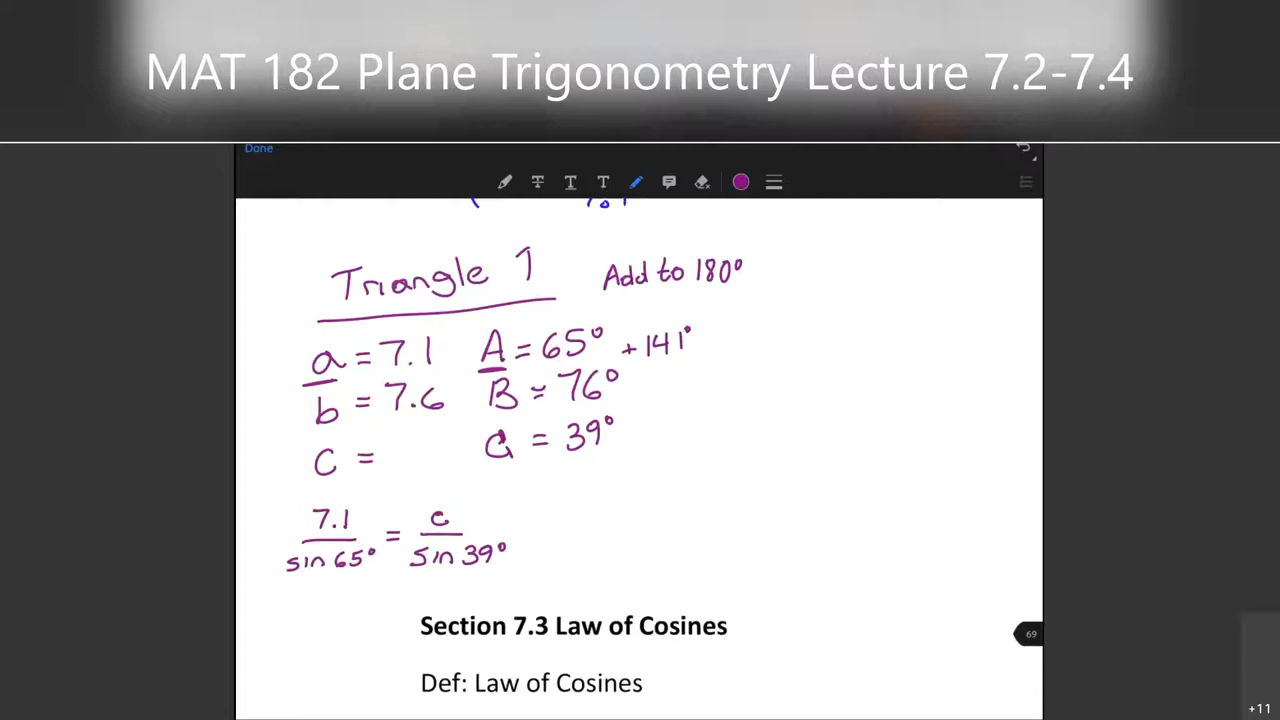 MAT 182 Plane Trigonometry Lecture 7.2-7.4
Done
Triangle 1 Add to 180°
a = 7.1 A = 65° + 141°
b = 7.6 B ≈ 76°
C = C = 39°
7.1 / sin 65° = c / sin 39°
Section 7.3 Law of Cosines
69
Def: Law of Cosines
+11